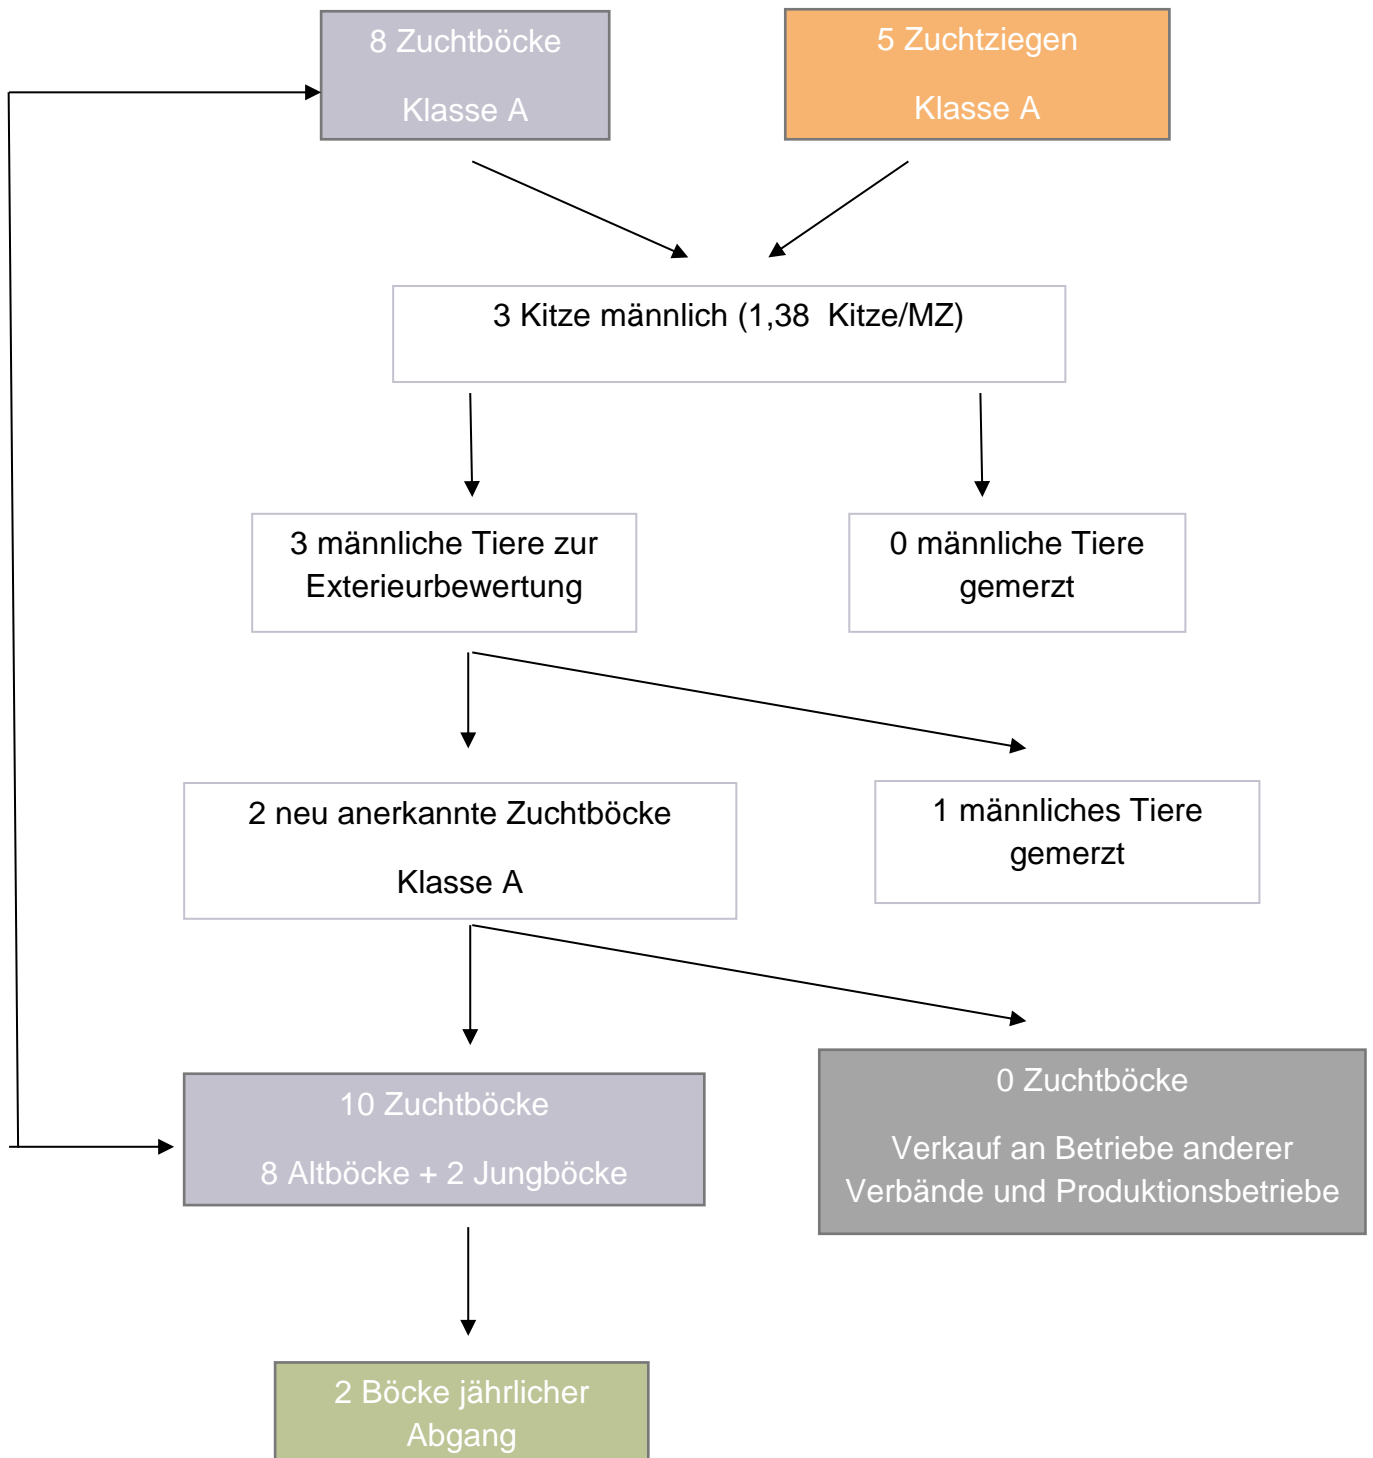 8 Zuchtböcke
Klasse A
5 Zuchtziegen
Klasse A
3 Kitze männlich (1,38 Kitze/MZ)
3 männliche Tiere zur
Exterieurbewertung
0 männliche Tiere
gemerzt
2 neu anerkannte Zuchtböcke
Klasse A
1 männliches Tiere
gemerzt
10 Zuchtböcke
8 Altböcke + 2 Jungböcke
0 Zuchtböcke
Verkauf an Betriebe anderer
Verbände und Produktionsbetriebe
2 Böcke jährlicher
Abgang